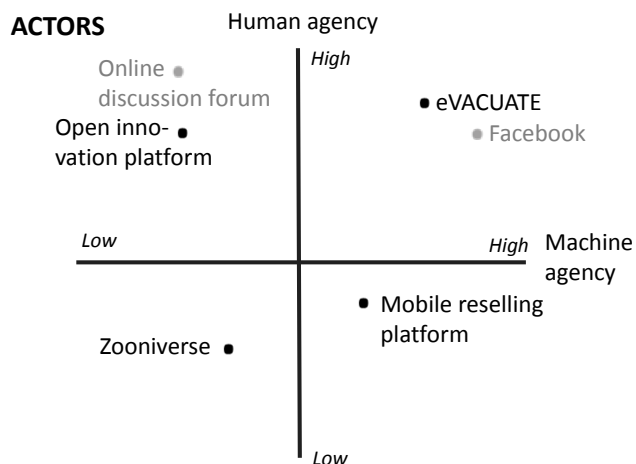 ACTORS
Human agency
High
Online
discussion forum
Open inno-
vation platform
eVACUATE
Facebook
Low
High
Machine
agency
Mobile reselling
platform
Zooniverse
Low